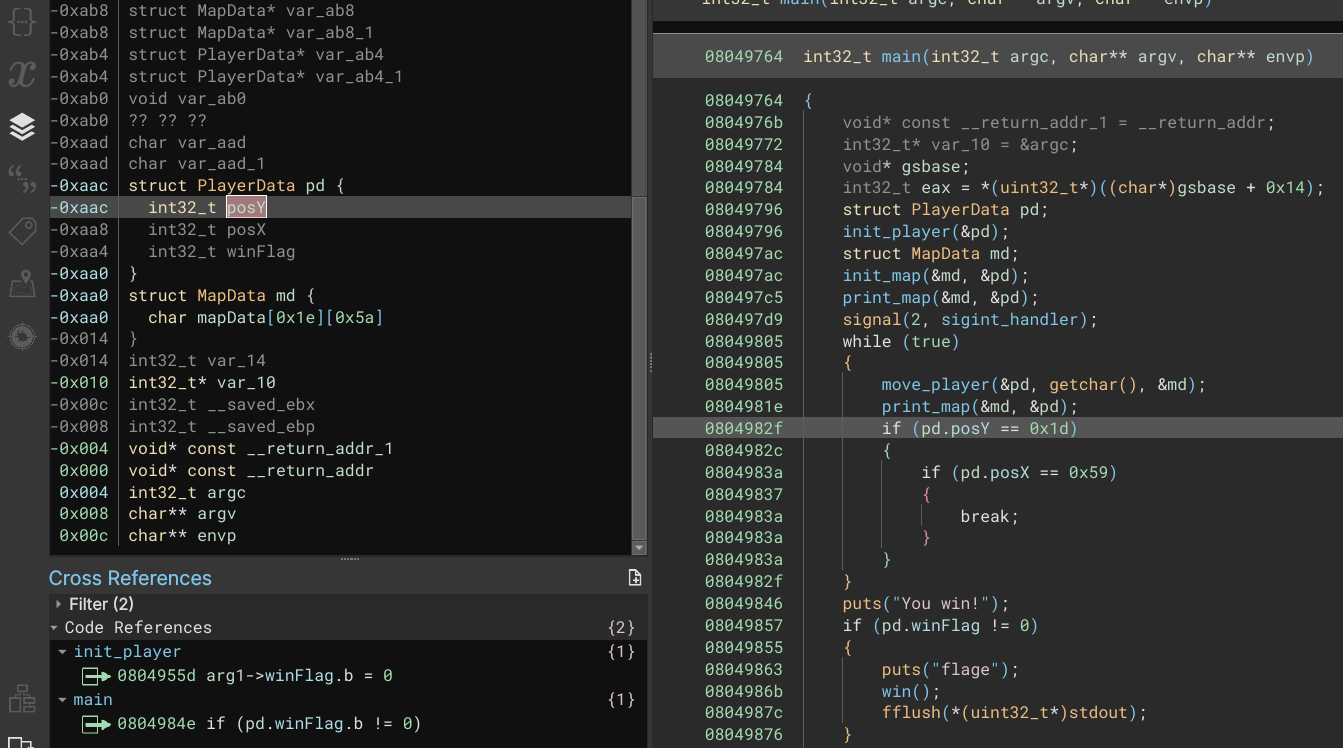 -0xab8 struct MapData* var_ab8
-0xab8 struct MapData* var_ab8_1
-0xab4 struct PlayerData* var_ab4
-0xab4 struct PlayerData* var_ab4_1
-0xab0 void var_ab0
-0xab0 ?? ?? ??
-0xaad char var_aad
-0xaad char var_aad_1
-0xaac struct PlayerData pd {
-0xaac int32_t posY
-0xaa8 int32_t posX
-0xaa4 int32_t winFlag
-0xaa0 }
-0xaa0 struct MapData md {
-0xaa0 char mapData[0x1e][0x5a]
-0x014 }
-0x014 int32_t var_14
-0x010 int32_t* var_10
-0x00c int32_t __saved_ebx
-0x008 int32_t __saved_ebp
-0x004 void* const __return_addr_1
0x000 void* const __return_addr
0x004 int32_t argc
0x008 char** argv
0x00c char** envp
Cross References
Filter (2)
Code References {2}
init_player {1}
0804955d arg1->winFlag.b = 0
main {1}
0804984e if (pd.winFlag.b != 0)
int32_t main(int32_t argc, char** argv, char** envp)
08049764 int32_t main(int32_t argc, char** argv, char** envp)
08049764 {
0804976b void* const __return_addr_1 = __return_addr;
08049772 int32_t* var_10 = &argc;
08049784 void* gsbase;
08049784 int32_t eax = *(uint32_t*)((char*)gsbase + 0x14);
08049796 struct PlayerData pd;
08049796 init_player(&pd);
080497ac struct MapData md;
080497ac init_map(&md, &pd);
080497c5 print_map(&md, &pd);
080497d9 signal(2, sigint_handler);
08049805 while (true)
08049805 {
08049805 move_player(&pd, getchar(), &md);
0804981e print_map(&md, &pd);
0804982f if (pd.posY == 0x1d)
0804982c {
0804983a if (pd.posX == 0x59)
08049837 {
0804983a break;
0804983a }
0804983a }
0804982f }
08049846 puts("You win!");
08049857 if (pd.winFlag != 0)
08049855 {
08049863 puts("flage");
0804986b win();
0804987c fflush(*(uint32_t*)stdout);
08049876 }